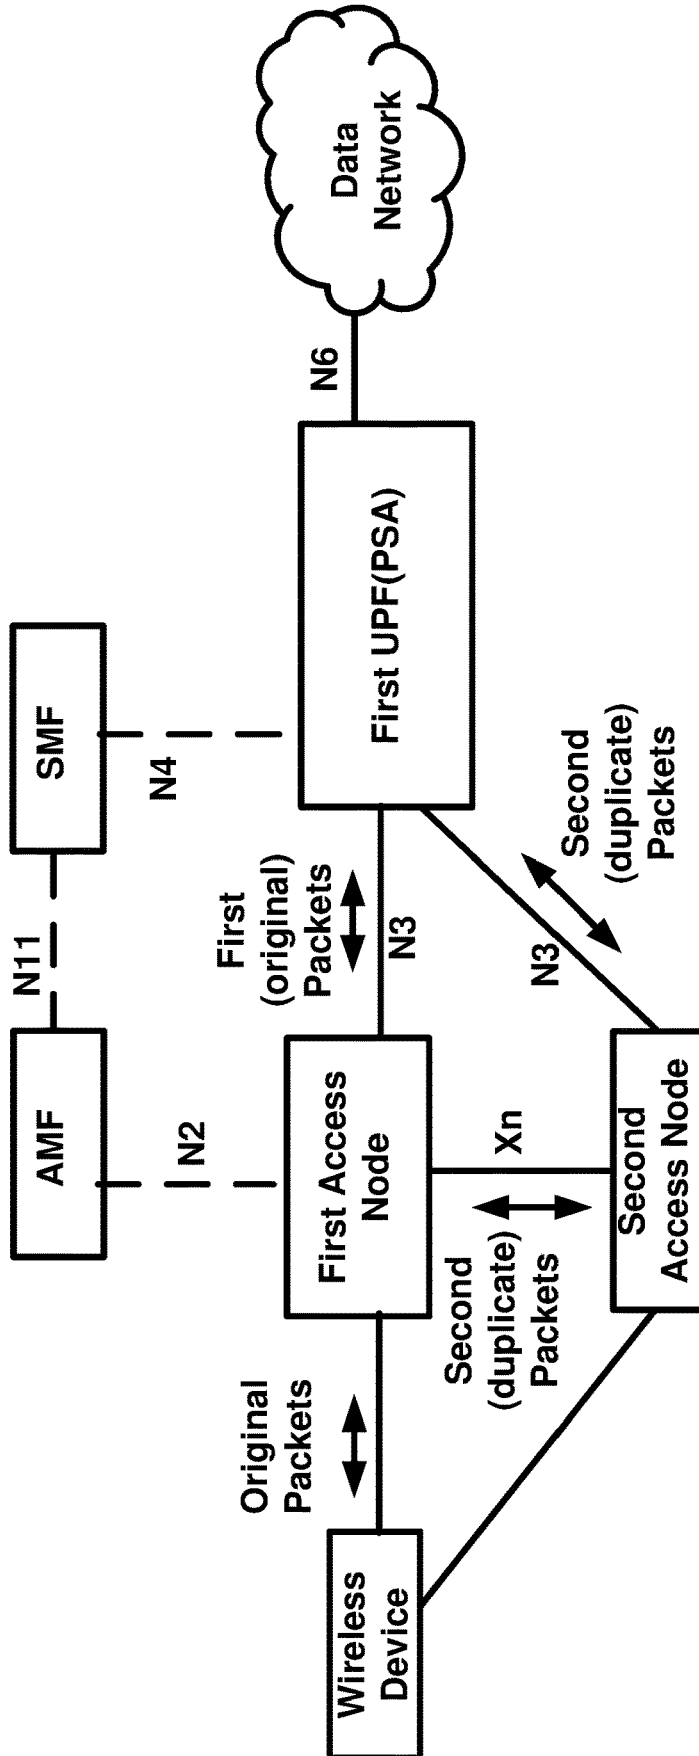 AMF
N11
SMF
N2
N4
Wireless
Device
Original
Packets
First Access
Node
First
(original)
Packets
N3
First UPF(PSA)
N6
Data
Network
Second
(duplicate)
Packets
Xn
N3
Second
(duplicate)
Packets
Second
Access Node